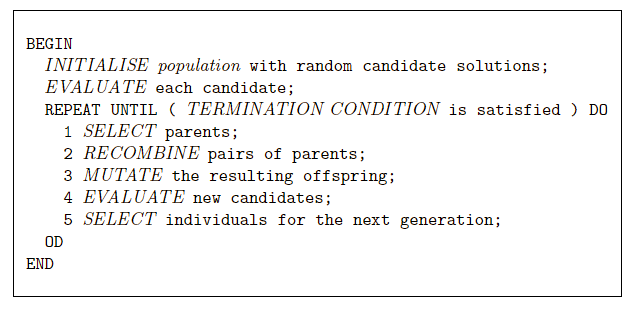 BEGIN
INITIALISE population with random candidate solutions;
EVALUATE each candidate;
REPEAT UNTIL ( TERMINATION CONDITION is satisfied ) DO
1 SELECT parents;
2 RECOMBINE pairs of parents;
3 MUTATE the resulting offspring;
4 EVALUATE new candidates;
5 SELECT individuals for the next generation;
OD
END